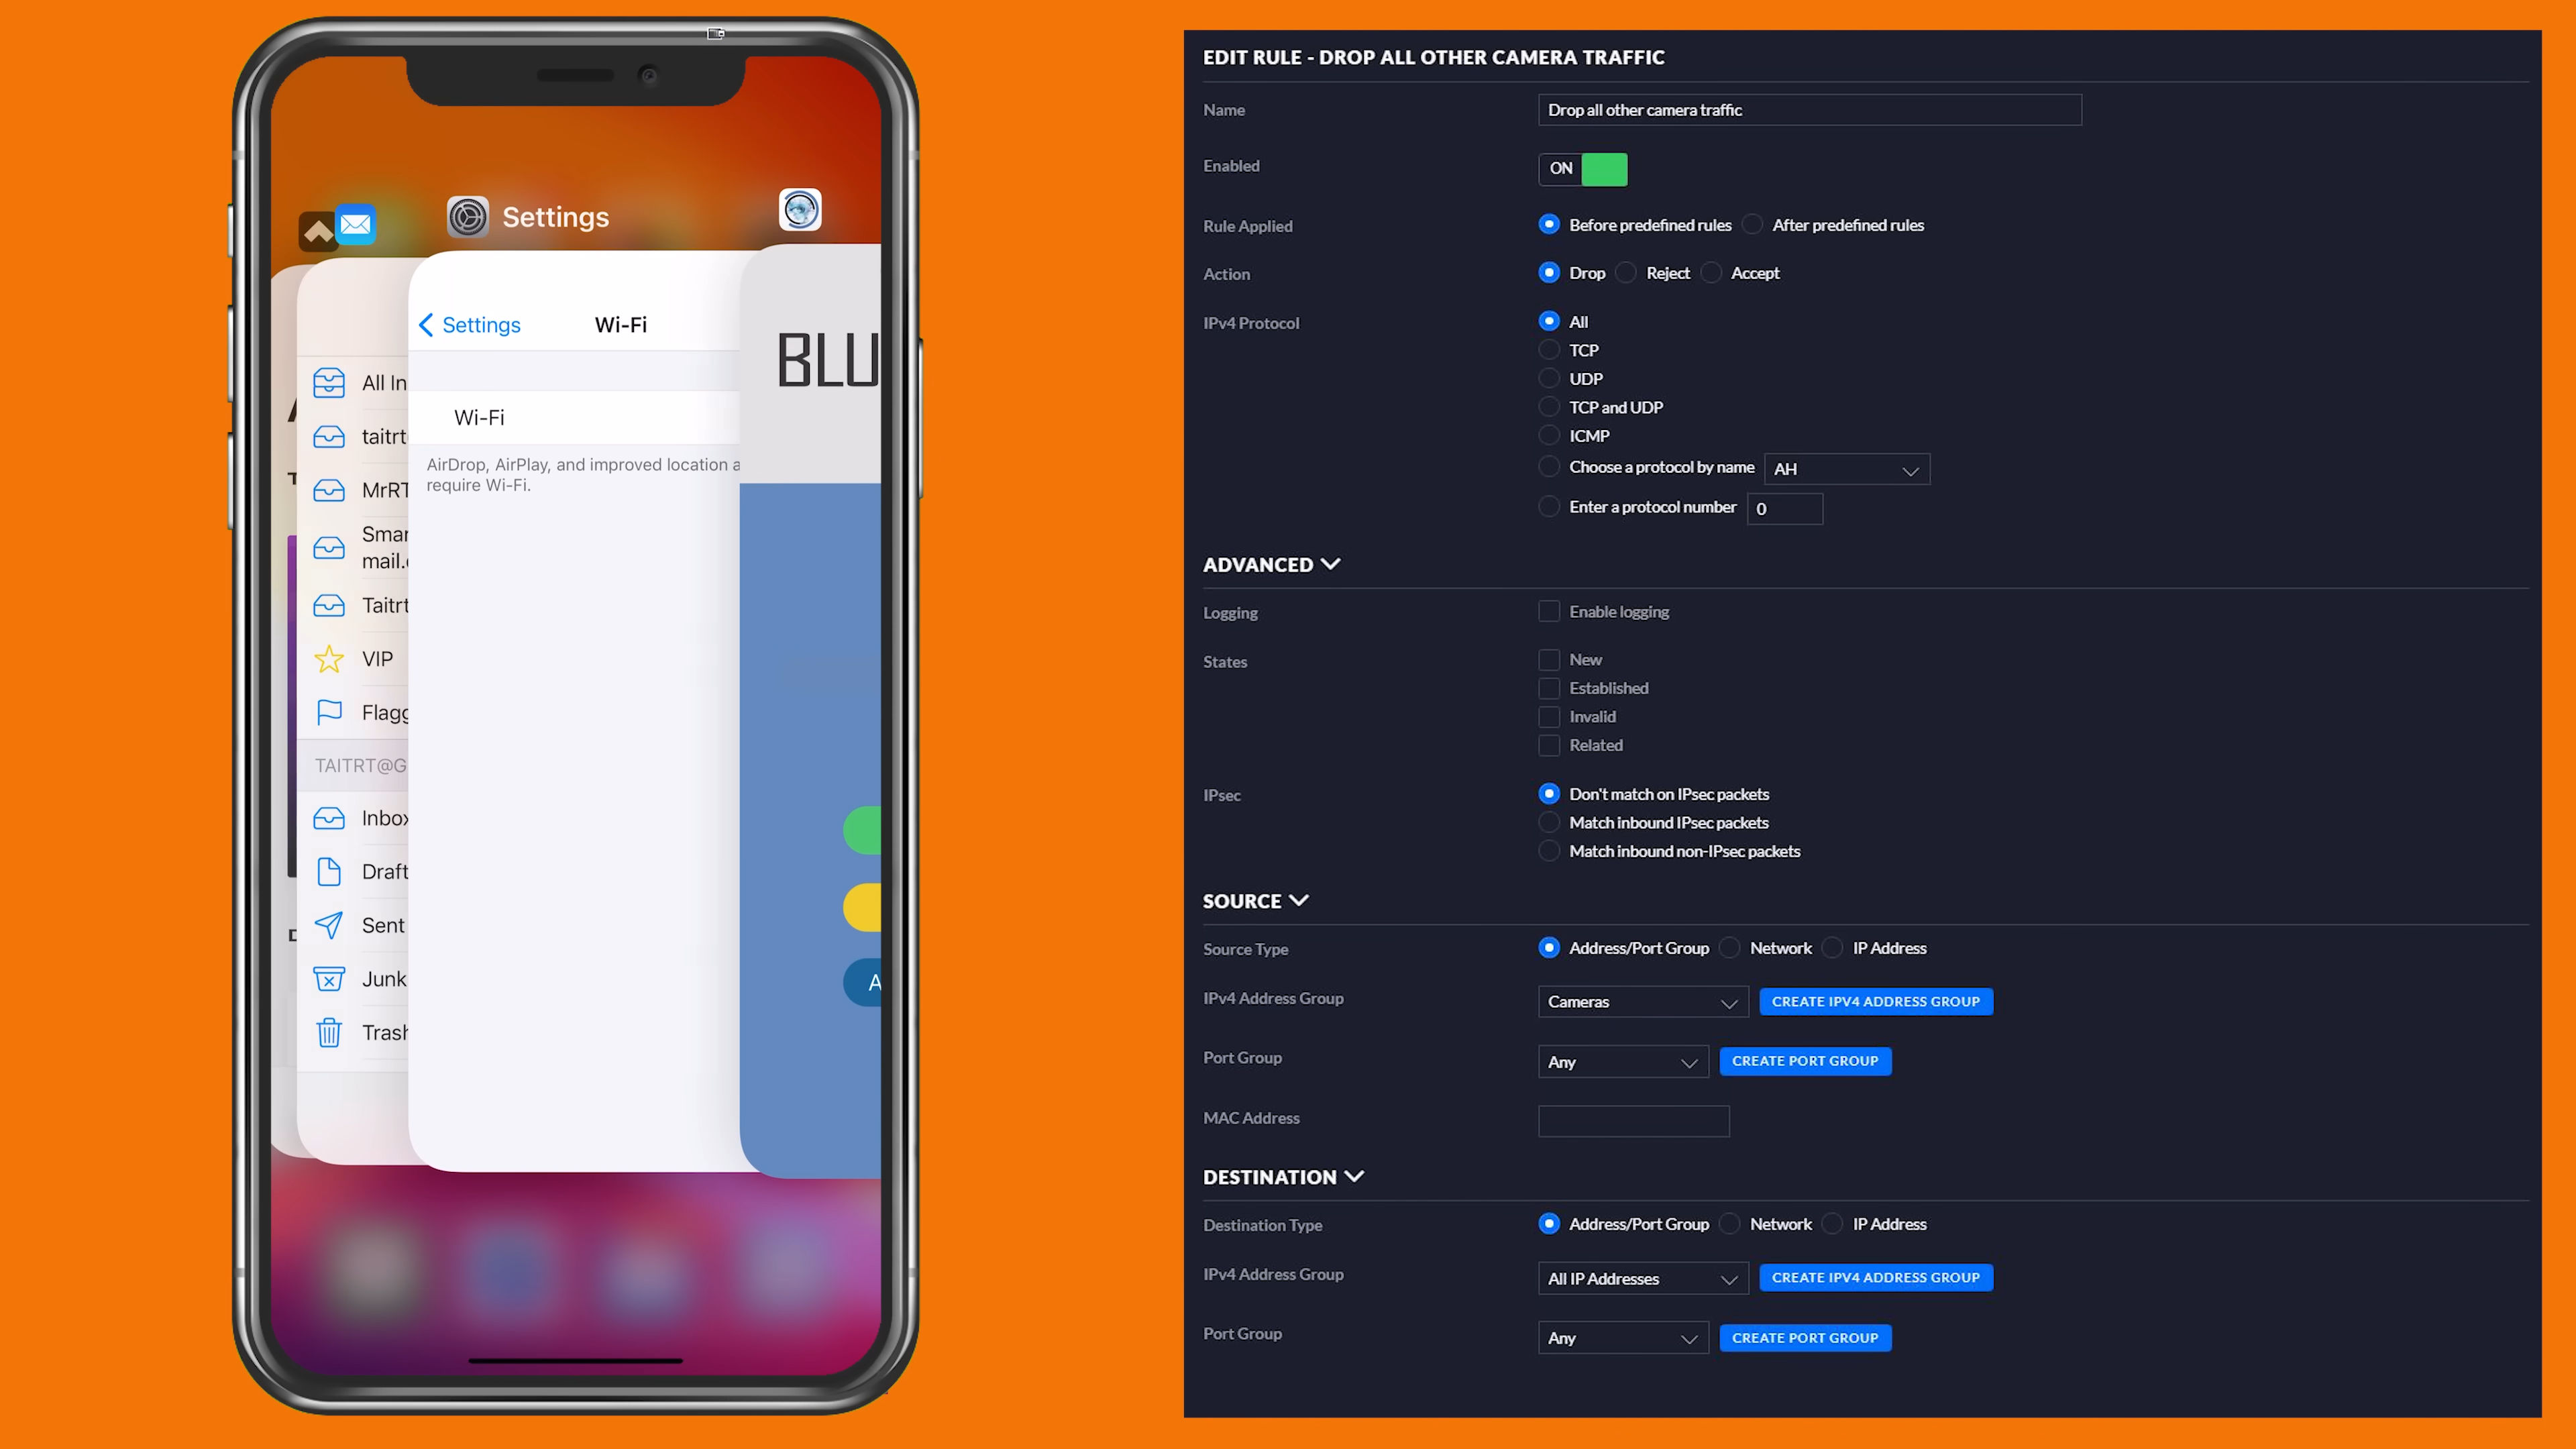 Settings
Settings
Wi-Fi
Wi-Fi
AirDrop, AirPlay, and improved location a
require Wi-Fi.
BLU
All In
taitrt
MrRT
Smar
mail.
Taitrt
VIP
Flagg
TAITRT@G
Inbox
Draft
Sent
Junk
Trash
A
EDIT RULE - DROP ALL OTHER CAMERA TRAFFIC
Name
Drop all other camera traffic
Enabled
ON
Rule Applied
Before predefined rules
After predefined rules
Action
Drop
Reject
Accept
IPv4 Protocol
All
TCP
UDP
TCP and UDP
ICMP
Choose a protocol by name
AH
Enter a protocol number
0
ADVANCED
Logging
Enable logging
States
New
Established
Invalid
Related
IPsec
Don't match on IPsec packets
Match inbound IPsec packets
Match inbound non-IPsec packets
SOURCE
Source Type
Address/Port Group
Network
IP Address
IPv4 Address Group
Cameras
CREATE IPV4 ADDRESS GROUP
Port Group
Any
CREATE PORT GROUP
MAC Address
DESTINATION
Destination Type
Address/Port Group
Network
IP Address
IPv4 Address Group
All IP Addresses
CREATE IPV4 ADDRESS GROUP
Port Group
Any
CREATE PORT GROUP